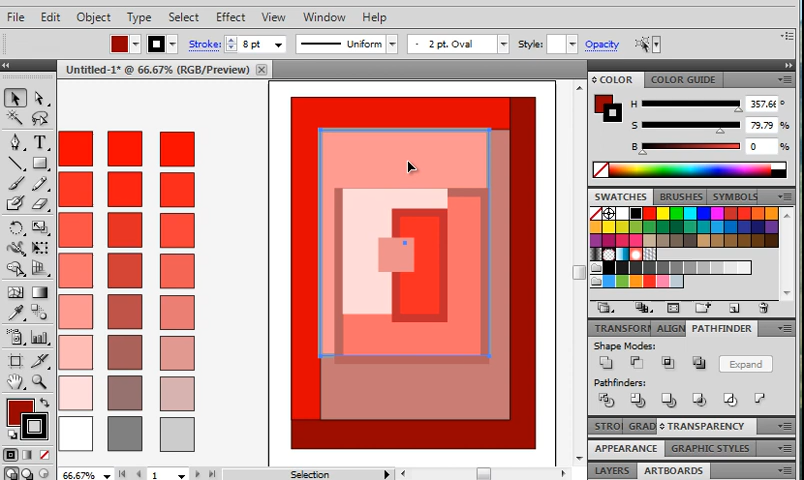 File Edit Object Type Select Effect View Window Help
Stroke: 8 pt Uniform 2 pt. Oval Style: Opacity
Untitled-1* @ 66.67% (RGB/Preview)
COLOR COLOR GUIDE
H 357.66 °
S 79.79 %
B 0 %
SWATCHES BRUSHES SYMBOLS
TRANSFORM ALIGN PATHFINDER
Shape Modes:
Expand
Pathfinders:
STRO GRAD TRANSPARENCY
APPEARANCE GRAPHIC STYLES
LAYERS ARTBOARDS
66.67% 1 Selection